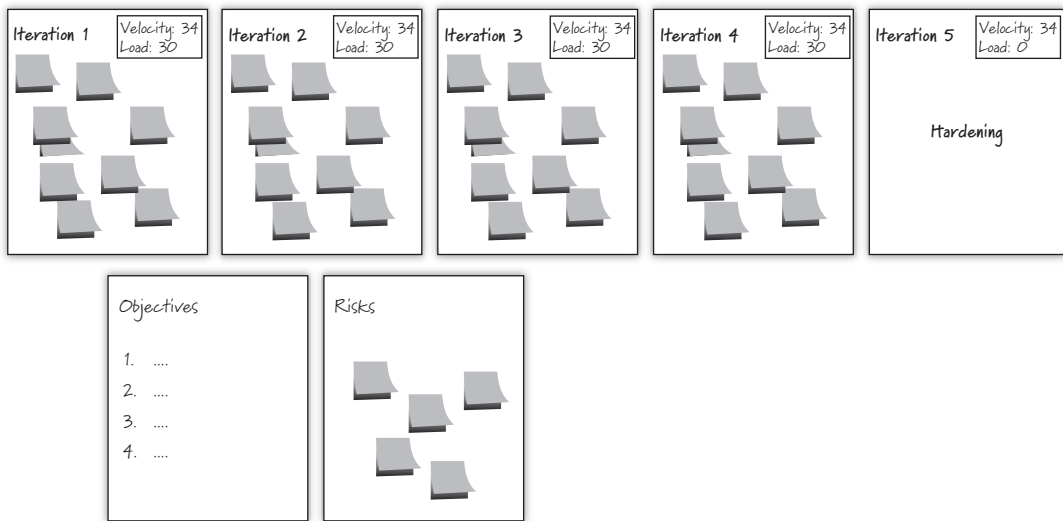 Iteration 1
Velocity: 34
Load: 30
Iteration 2
Velocity: 34
Load: 30
Iteration 3
Velocity: 34
Load: 30
Iteration 4
Velocity: 34
Load: 30
Iteration 5
Velocity: 34
Load: 0
Hardening
Objectives
1. ....
2. ....
3. ....
4. ....
Risks